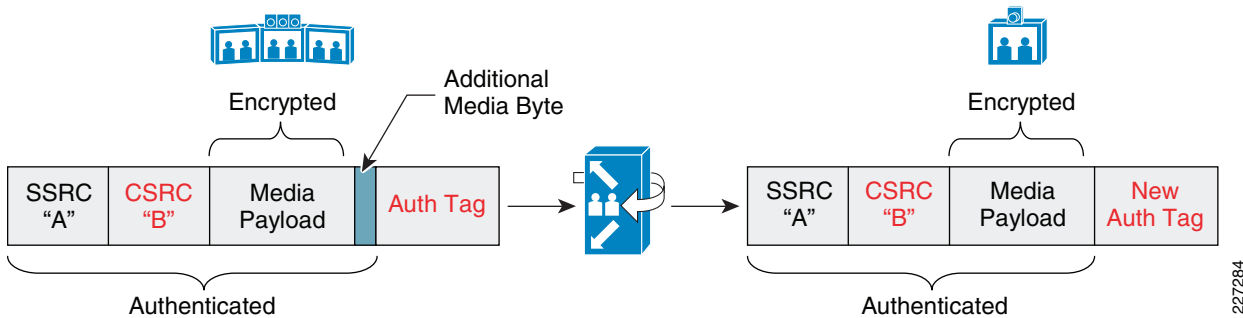 Additional
Media Byte
Encrypted
SSRC
"A"
CSRC
"B"
Media
Payload
Auth Tag
Authenticated
Encrypted
SSRC
"A"
CSRC
"B"
Media
Payload
New
Auth Tag
Authenticated
227284